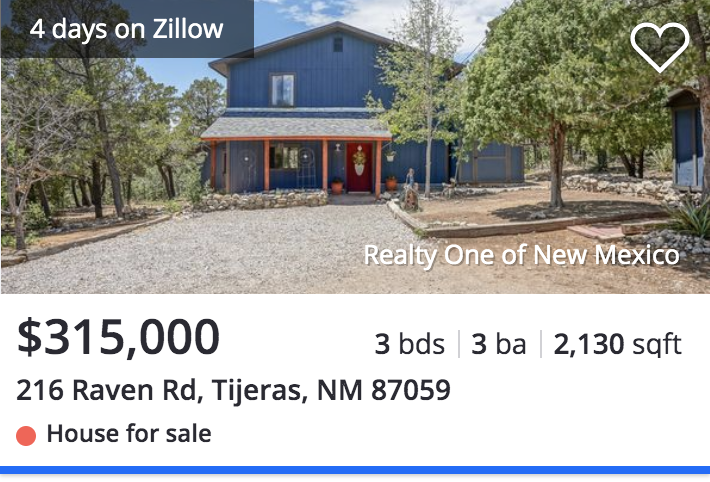 4 days on Zillow
Realty One of New Mexico
$315,000
3 bds | 3 ba | 2,130 sqft
216 Raven Rd, Tijeras, NM 87059
House for sale